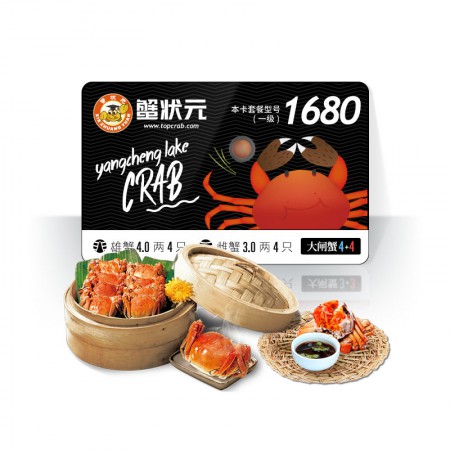 蟹状元
www.topcrab.com
本卡套餐型号
(一级)
1680
yangcheng lake
CRAB
雄蟹4.0两4只
雌蟹3.0两4只
大闸蟹4+4